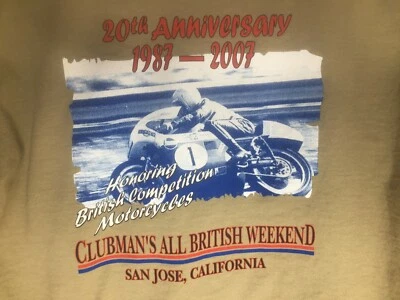 20th Anniversary
1987 — 2007
1
Honoring
British Competition
Motorcycles
CLUBMAN'S ALL BRITISH WEEKEND
SAN JOSE, CALIFORNIA